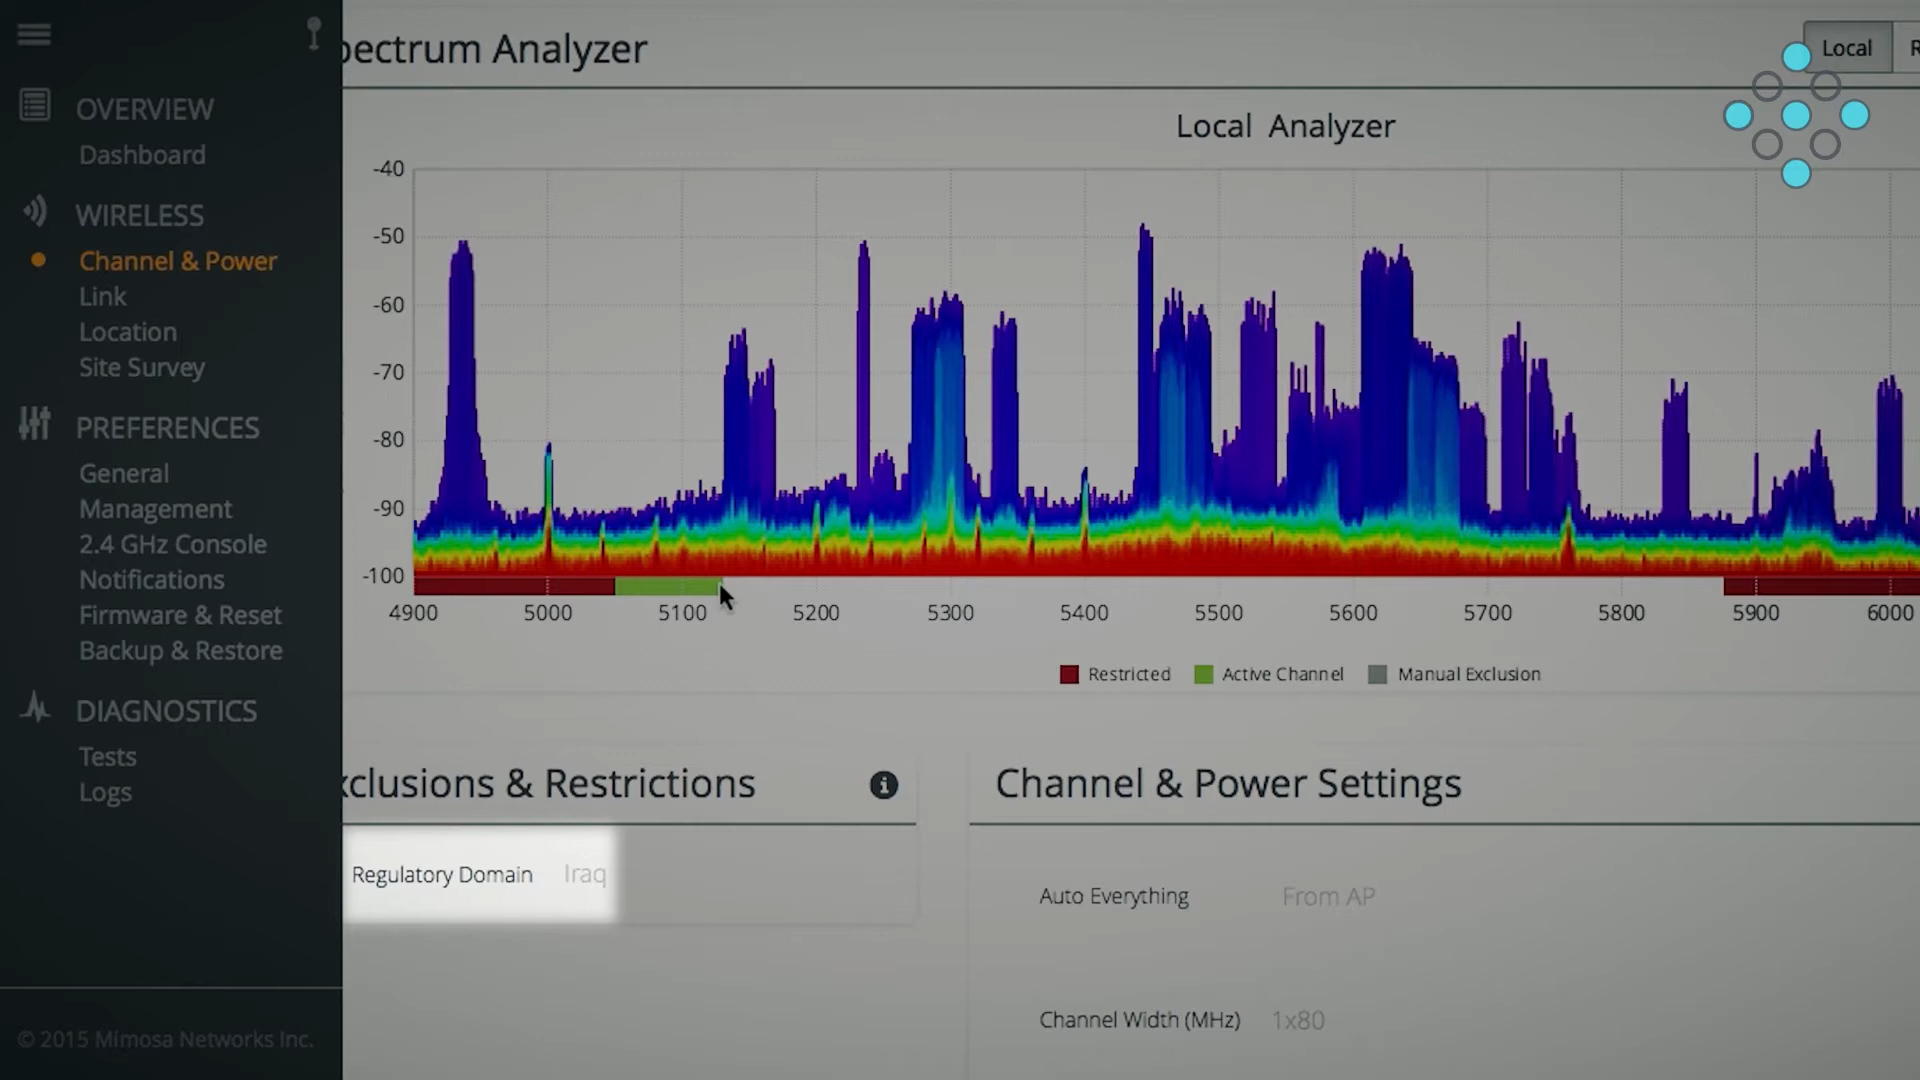 pectrum Analyzer
Local R
OVERVIEW
Dashboard
WIRELESS
Channel & Power
Link
Location
Site Survey
PREFERENCES
General
Management
2.4 GHz Console
Notifications
Firmware & Reset
Backup & Restore
DIAGNOSTICS
Tests
Logs
© 2015 Mimosa Networks Inc.
Local Analyzer
-40
-50
-60
-70
-80
-90
-100
4900 5000 5100 5200 5300 5400 5500 5600 5700 5800 5900 6000
Restricted Active Channel Manual Exclusion
xclusions & Restrictions
Regulatory Domain Iraq
Channel & Power Settings
Auto Everything From AP
Channel Width (MHz) 1x80